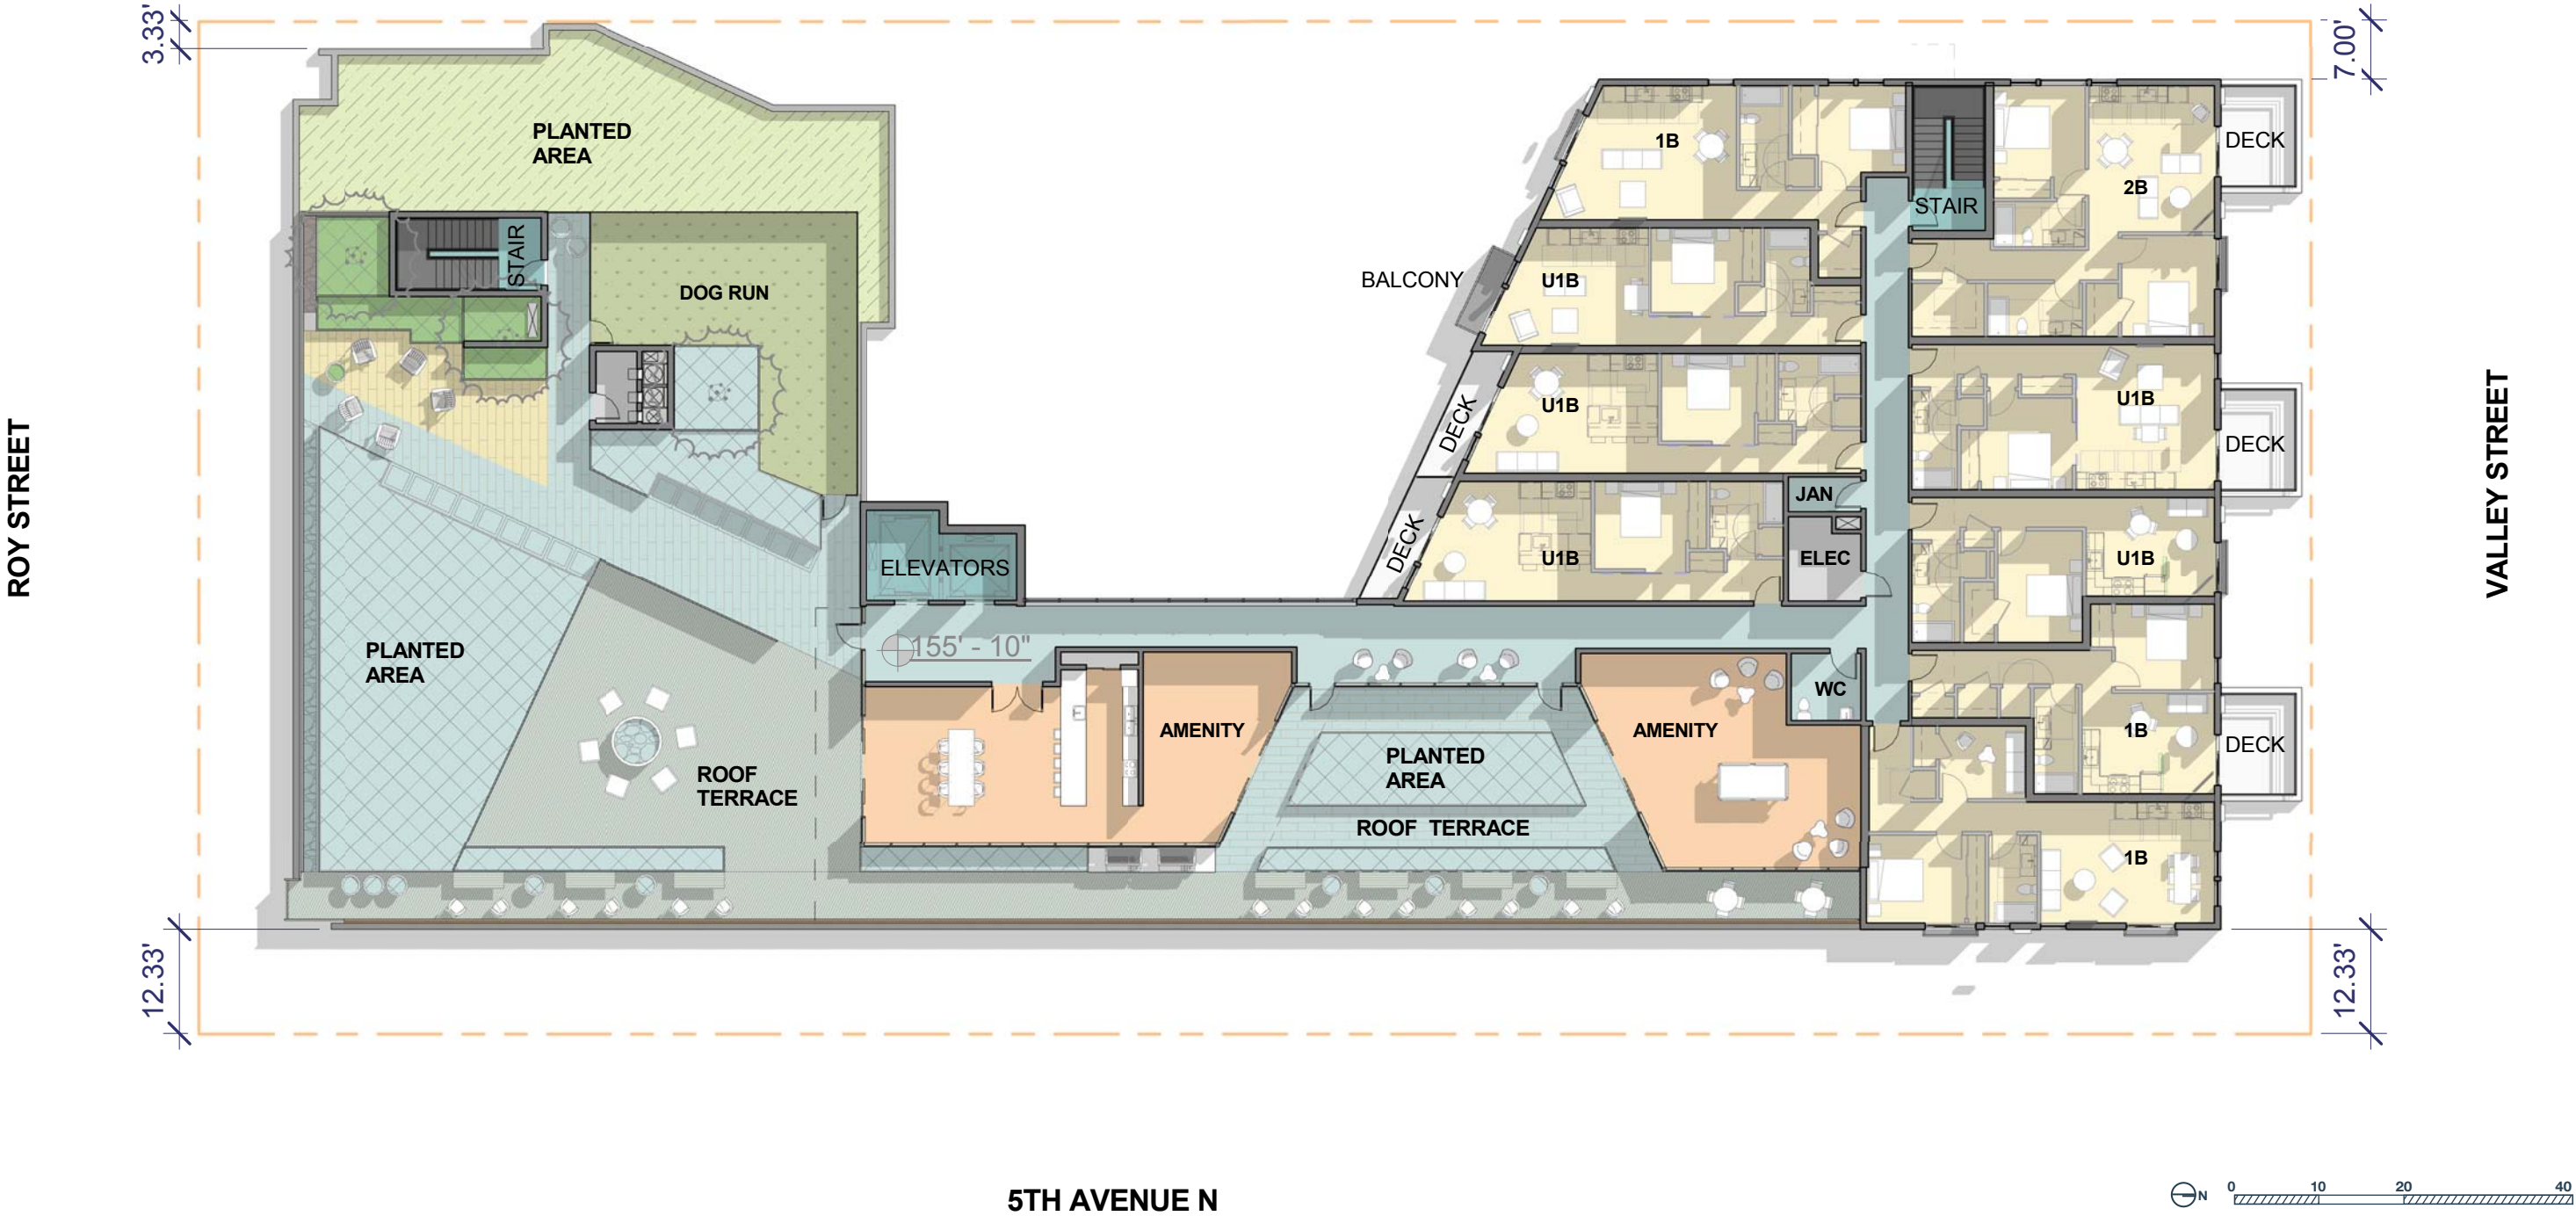 3.33'
7.00'
PLANTED
AREA
1B
DECK
2B
STAIR
STAIR
DOG RUN
BALCONY
U1B
ROY STREET
VALLEY STREET
DECK
U1B
U1B
DECK
JAN
DECK
U1B
ELEC
U1B
ELEVATORS
155' - 10"
PLANTED
AREA
WC
AMENITY
AMENITY
1B
DECK
PLANTED
AREA
ROOF
TERRACE
ROOF TERRACE
1B
12.33'
12.33'
5TH AVENUE N
N
0 10 20 40